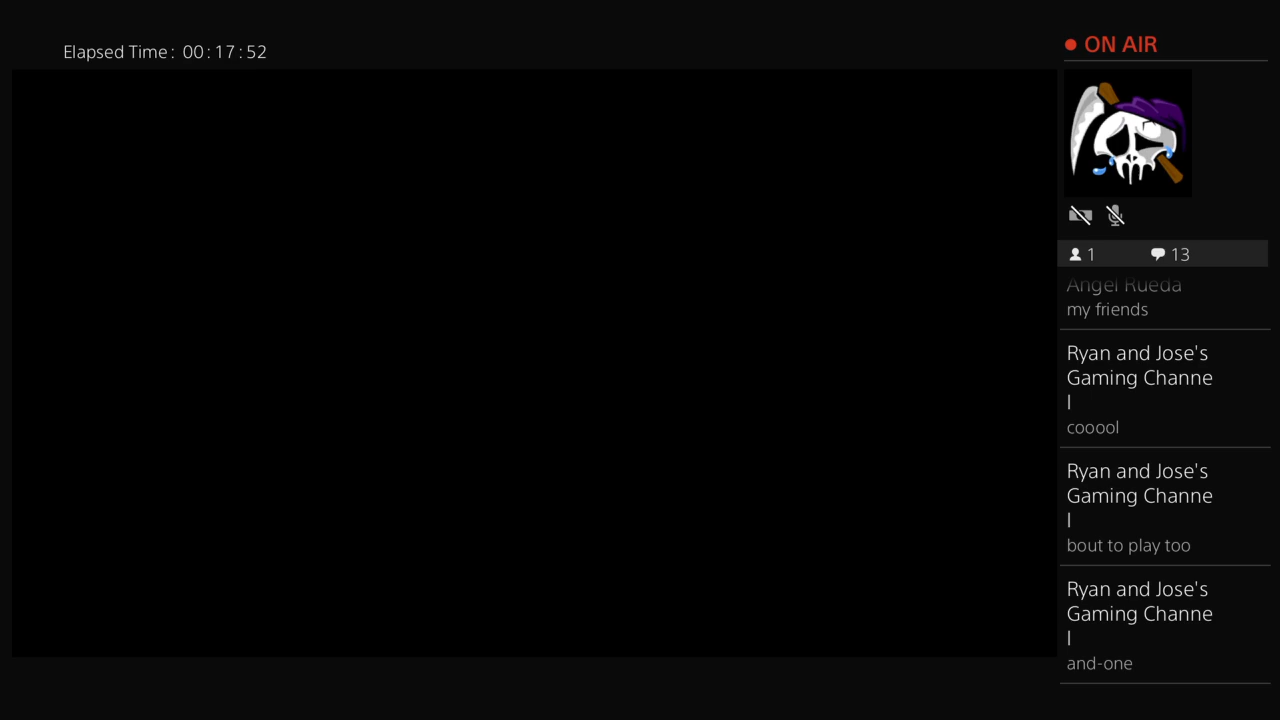 Elapsed Time: 00:17:52
ON AIR
1 13
Angel Rueda
my friends
Ryan and Jose's
Gaming Channe
l
cooool
Ryan and Jose's
Gaming Channe
l
bout to play too
Ryan and Jose's
Gaming Channe
l
and-one